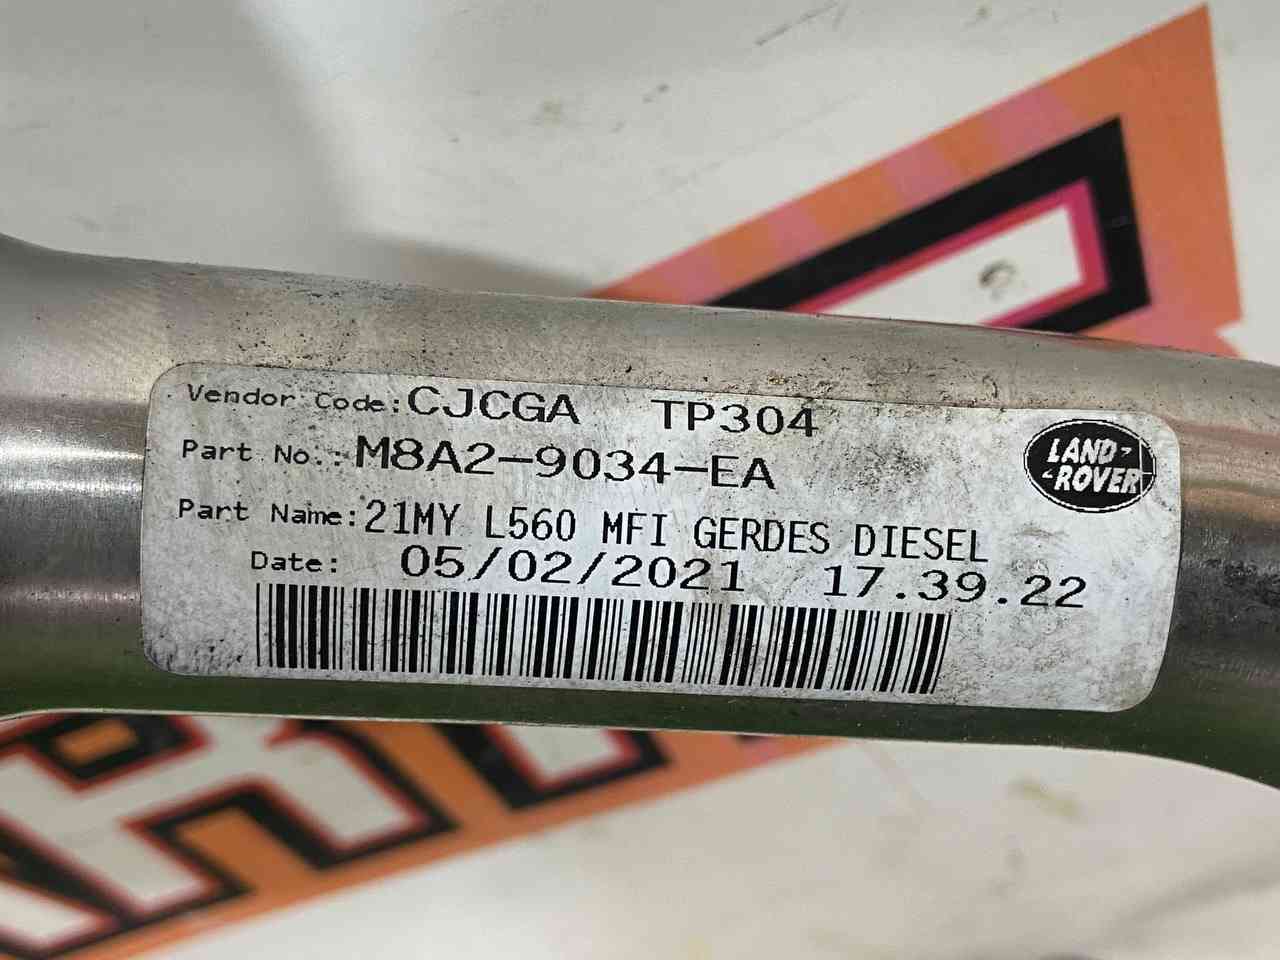 Vendor Code: CJCGA TP304
Part No.: M8A2-9034-EA
LAND-
-ROVER
Part Name: 21MY L560 MFI GERDES DIESEL
Date: 05/02/2021 17.39.22